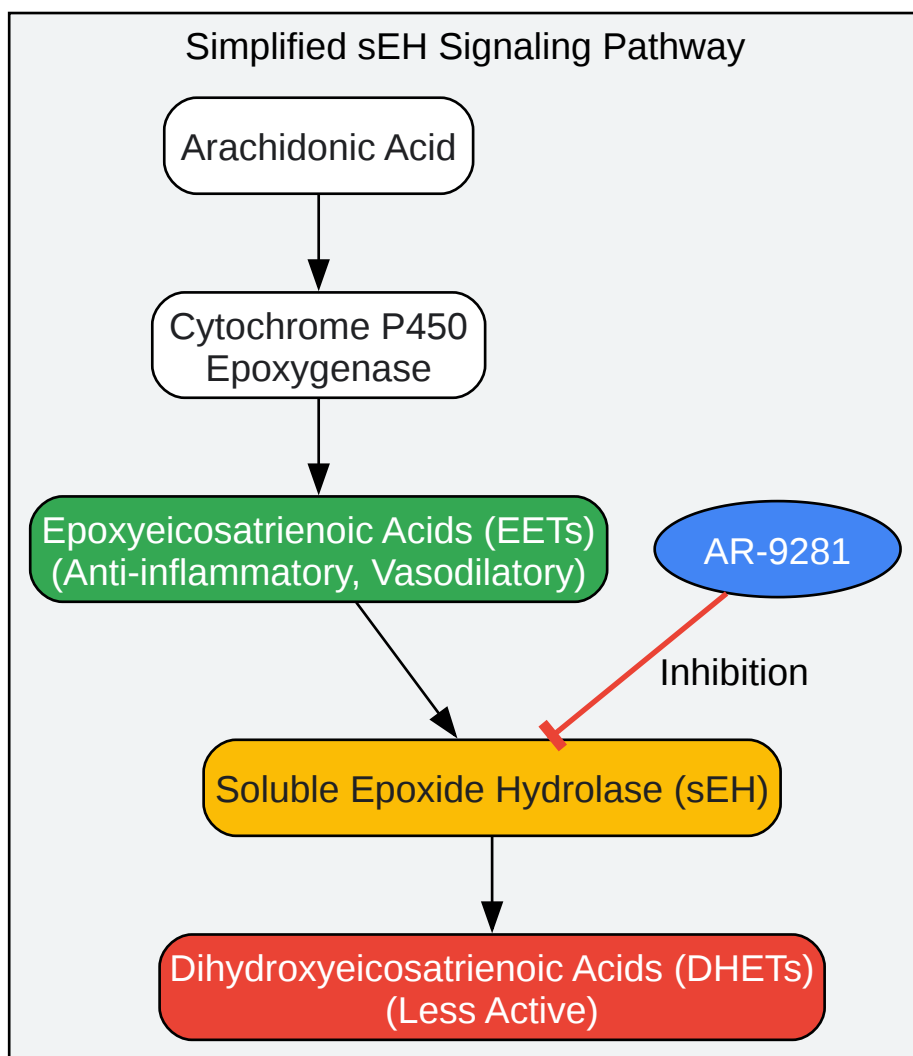 Simplified sEH Signaling Pathway
Arachidonic Acid
Cytochrome P450
Epoxygenase
Epoxyeicosatrienoic Acids (EETs)
(Anti-inflammatory, Vasodilatory)
AR-9281
Inhibition
Soluble Epoxide Hydrolase (sEH)
Dihydroxyeicosatrienoic Acids (DHETs)
(Less Active)